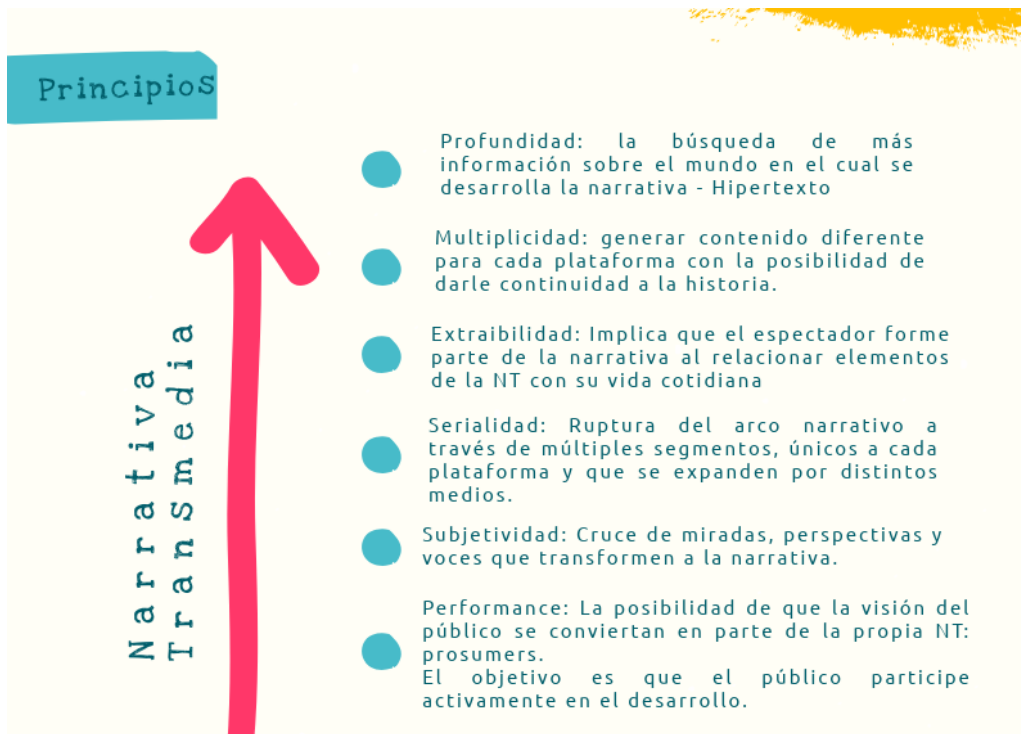 Principios
Narrativa
Transmedia
Profundidad: la búsqueda de más
información sobre el mundo en el cual se
desarrolla la narrativa - Hipertexto
Multiplicidad: generar contenido diferente
para cada plataforma con la posibilidad de
darle continuidad a la historia.
Extraibilidad: Implica que el espectador forme
parte de la narrativa al relacionar elementos
de la NT con su vida cotidiana
Serialidad: Ruptura del arco narrativo a
través de múltiples segmentos, únicos a cada
plataforma y que se expanden por distintos
medios.
Subjetividad: Cruce de miradas, perspectivas y
voces que transformen a la narrativa.
Performance: La posibilidad de que la visión del
público se conviertan en parte de la propia NT:
prosumers.
El objetivo es que el público participe
activamente en el desarrollo.